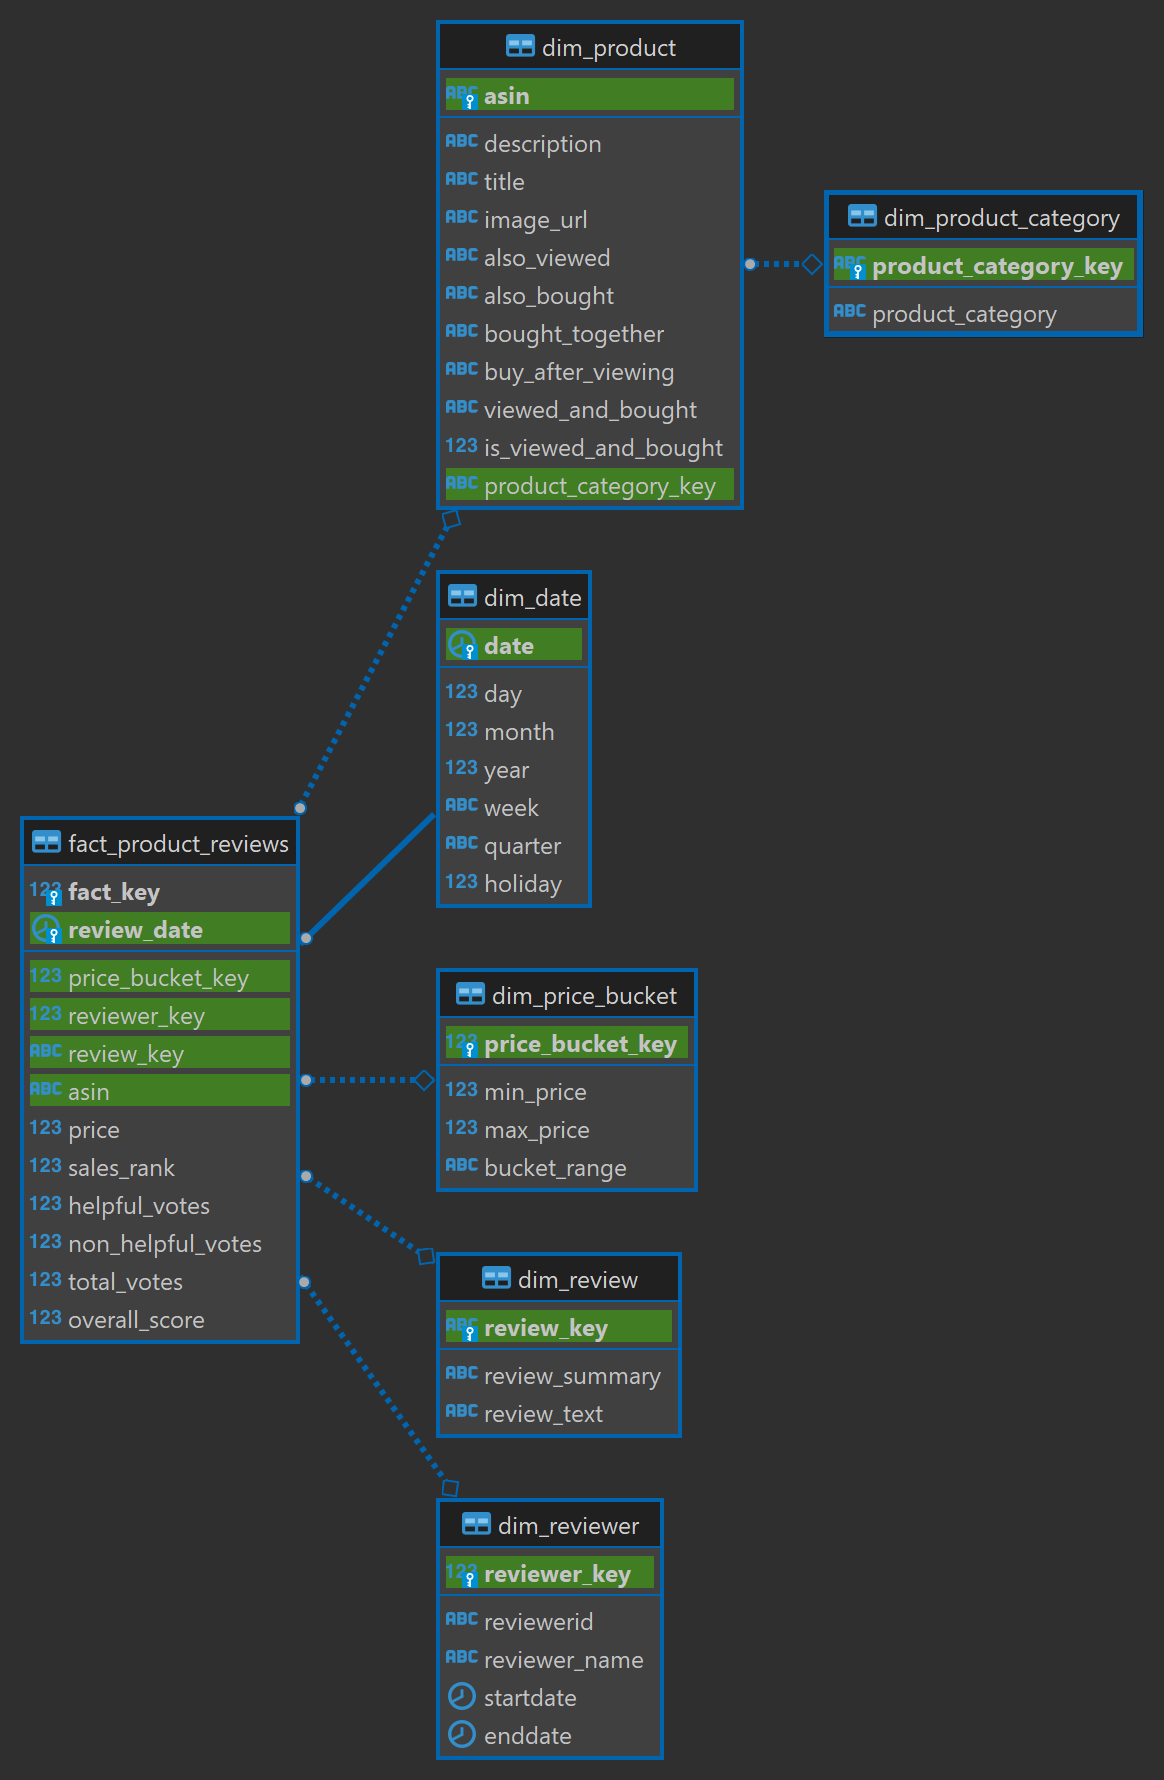 dim_product
ABC asin
ABC description
ABC title
ABC image_url
ABC also_viewed
ABC also_bought
ABC bought_together
ABC buy_after_viewing
ABC viewed_and_bought
123 is_viewed_and_bought
ABC product_category_key
dim_product_category
ABC product_category_key
ABC product_category
dim_date
date
123 day
123 month
123 year
ABC week
ABC quarter
123 holiday
fact_product_reviews
123 fact_key
review_date
123 price_bucket_key
123 reviewer_key
ABC review_key
ABC asin
123 price
123 sales_rank
123 helpful_votes
123 non_helpful_votes
123 total_votes
123 overall_score
dim_price_bucket
123 price_bucket_key
123 min_price
123 max_price
ABC bucket_range
dim_review
ABC review_key
ABC review_summary
ABC review_text
dim_reviewer
123 reviewer_key
ABC reviewerid
ABC reviewer_name
startdate
enddate